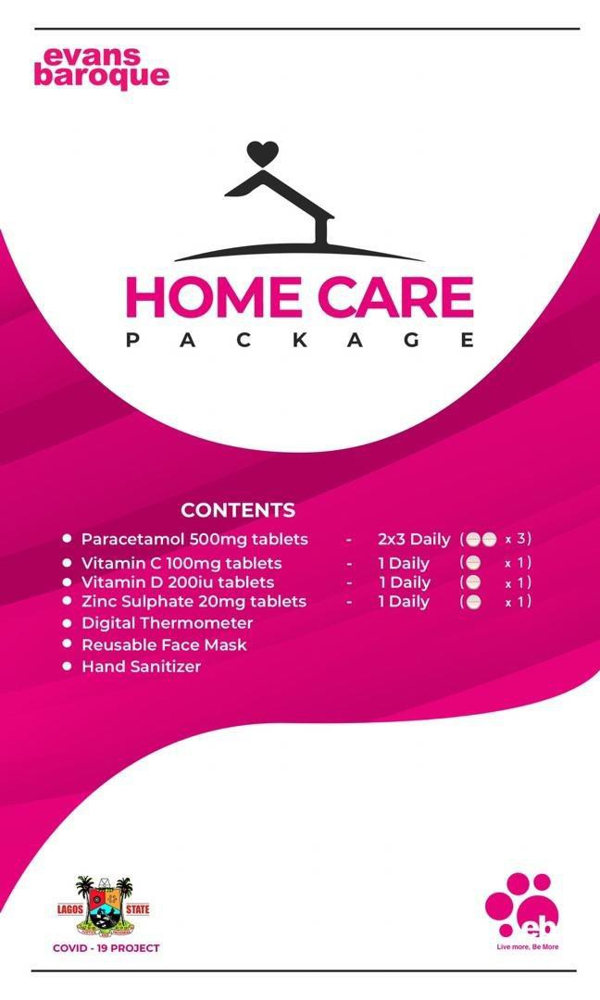 evans
baroque
HOME CARE
PACKAGE
CONTENTS
Paracetamol 500mg tablets - 2x3 Daily ( x 3)
Vitamin C 100mg tablets - 1 Daily ( x 1)
Vitamin D 200iu tablets - 1 Daily ( x 1)
Zinc Sulphate 20mg tablets - 1 Daily ( x 1)
Digital Thermometer
Reusable Face Mask
Hand Sanitizer
LAGOS STATE
COVID - 19 PROJECT
eb
Live more, Be More